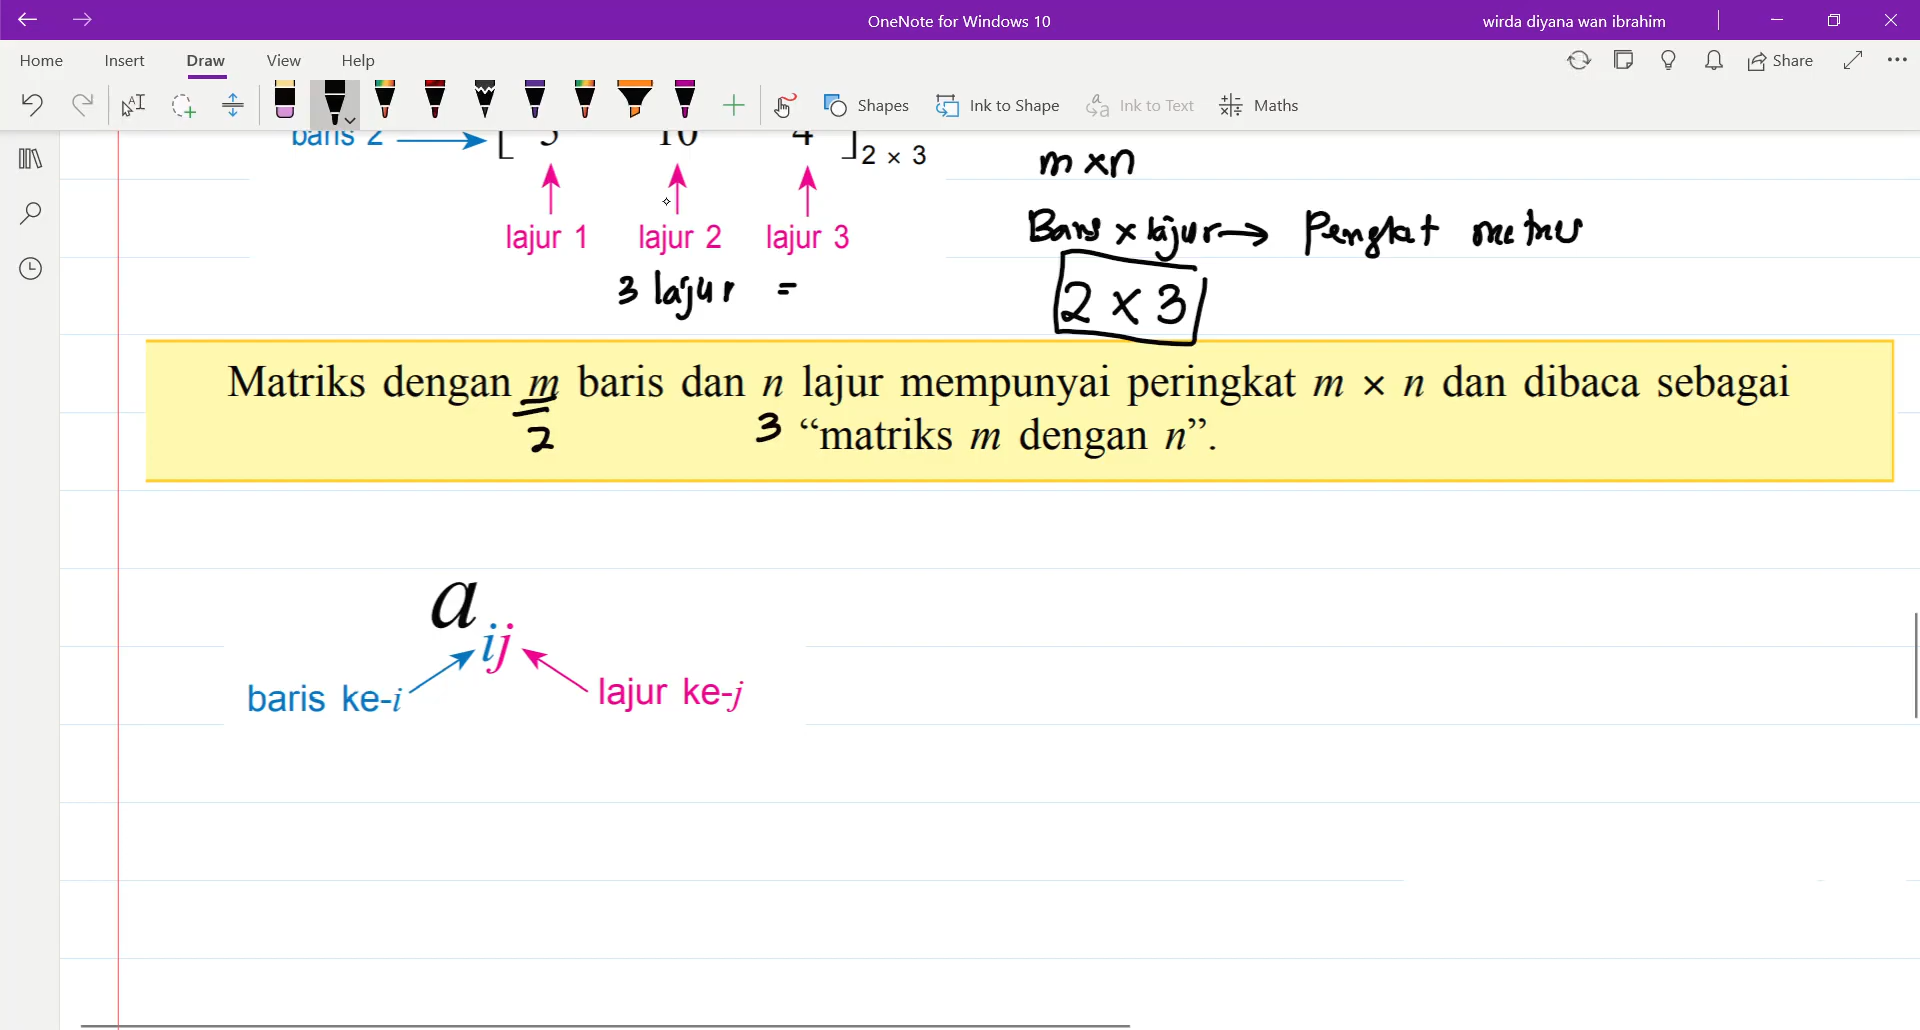 OneNote for Windows 10
wirda diyana wan ibrahim
Home Insert Draw View Help
Share
Shapes Ink to Shape Ink to Text Maths
baris 2 [ 5 10 4 ] 2 × 3
m × n
lajur 1 lajur 2 lajur 3
Baris × lajur → 
3 lajur =
2 × 3
Matriks dengan m baris dan n lajur mempunyai peringkat m × n dan dibaca sebagai
2 3 “matriks m dengan n”.
a ij
baris ke-i lajur ke-j